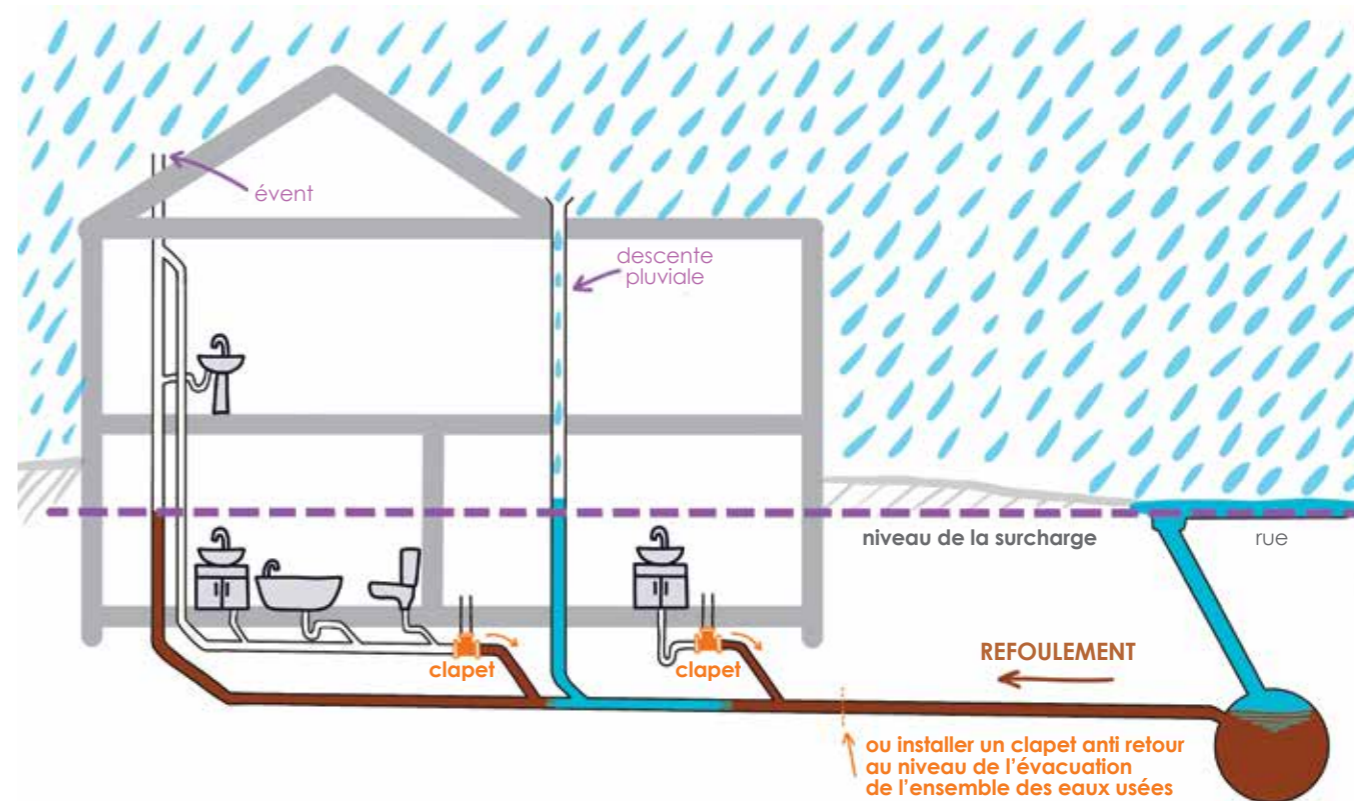 évent
descente
pluviale
niveau de la surcharge
rue
clapet
clapet
REFOULEMENT
ou installer un clapet anti retour
au niveau de l'évacuation
de l'ensemble des eaux usées